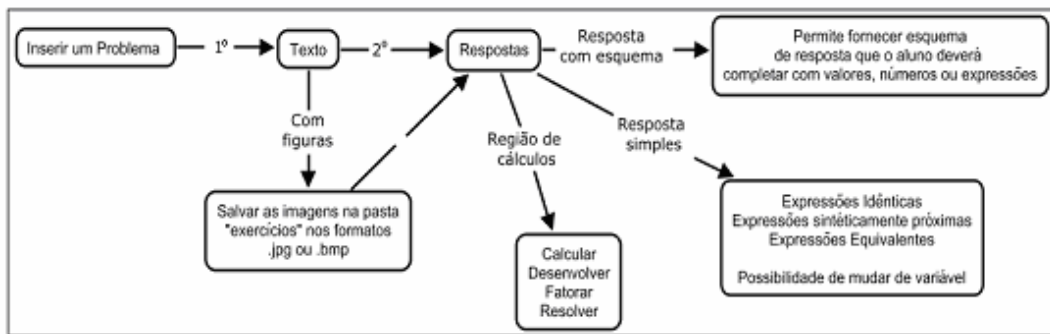 Inserir um Problema
1º
Texto
2º
Respostas
Resposta
com esquema
Permite fornecer esquema
de resposta que o aluno deverá
completar com valores, números ou expressões
Com
figuras
Região de
cálculos
Resposta
simples
Salvar as imagens na pasta
"exercícios" nos formatos
.jpg ou .bmp
Calcular
Desenvolver
Fatorar
Resolver
Expressões Idênticas
Expressões sintéticamente próximas
Expressões Equivalentes
Possibilidade de mudar de variável